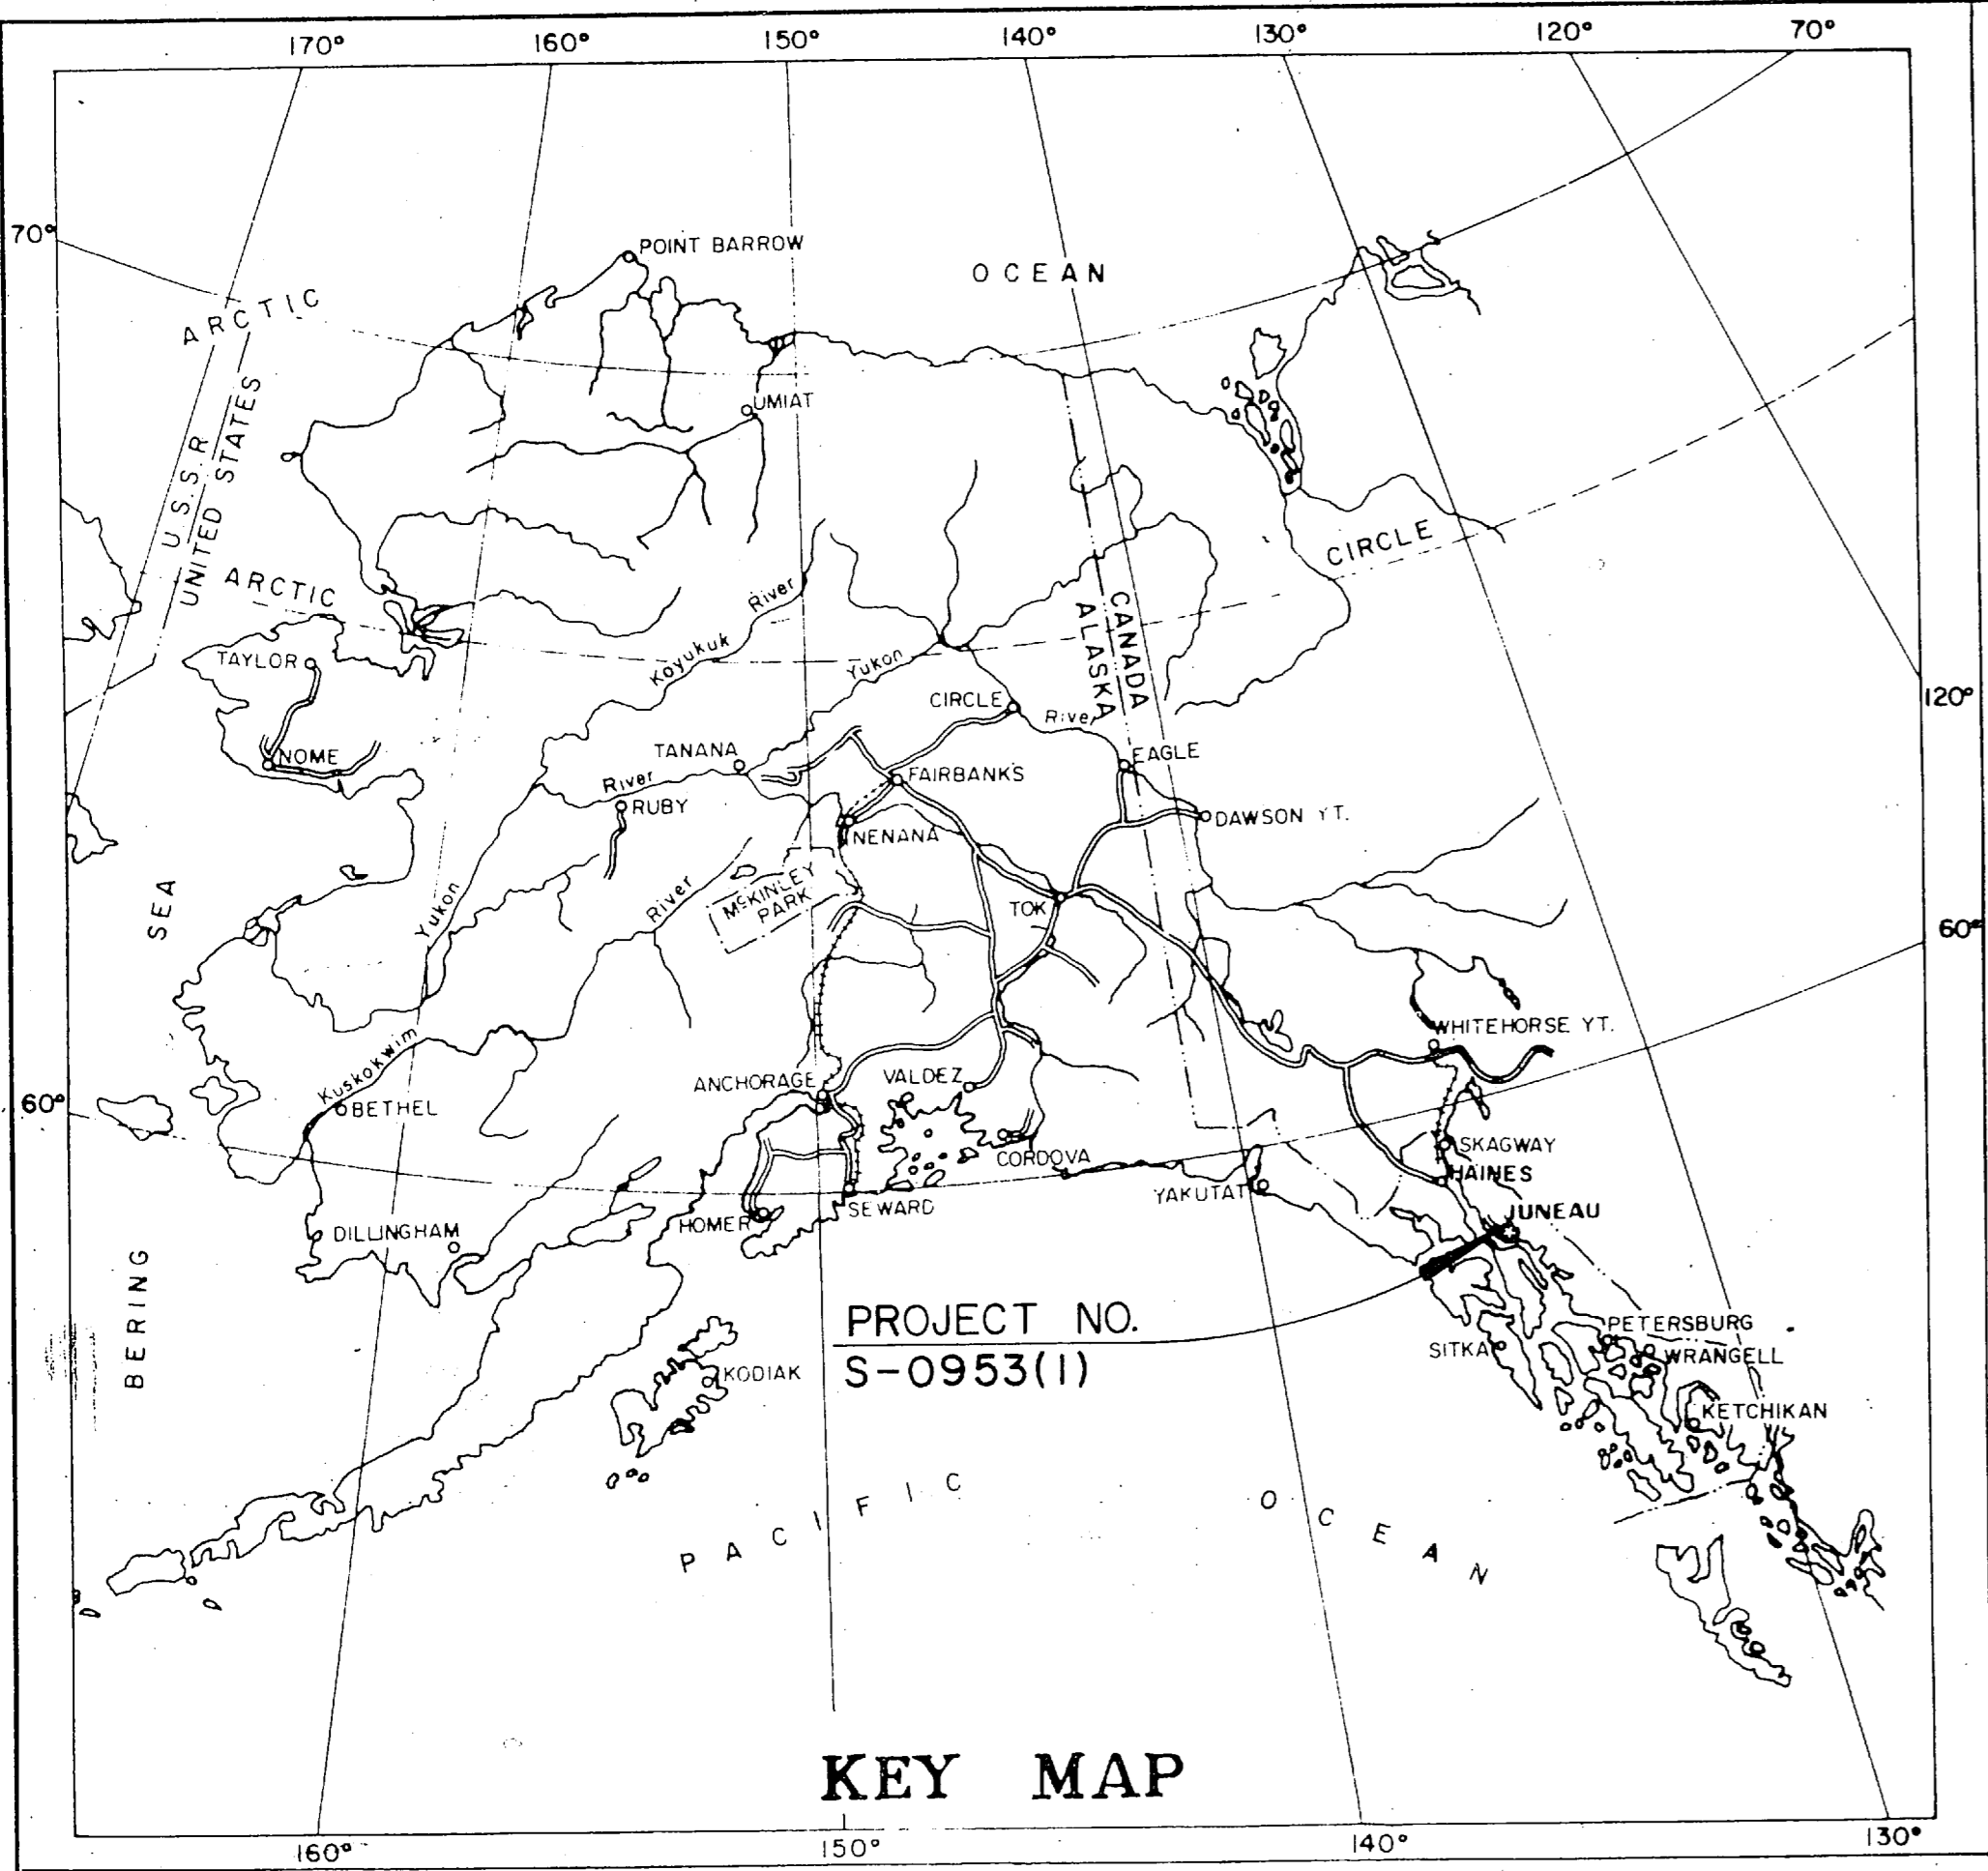 170° 160° 150° 140° 130° 120° 70°
70°
POINT BARROW
OCEAN
ARCTIC
UMIAT
U.S.S.R
UNITED STATES
CIRCLE
ARCTIC
River
Koyukuk
CANADA
ALASKA
TAYLOR
Yukon
120°
CIRCLE
River
NOME
TANANA
EAGLE
River
FAIRBANKS
RUBY
DAWSON YT.
NENANA
McKINLEY
PARK
SEA
Yukon
River
TOK
60°
WHITEHORSE YT.
Kuskokwim
ANCHORAGE
VALDEZ
60°
BETHEL
SKAGWAY
CORDOVA
HAINES
YAKUTAT
SEWARD
HOMER
JUNEAU
DILLINGHAM
BERING
PROJECT NO.
S-0953(1)
PETERSBURG
SITKA
WRANGELL
KODIAK
KETCHIKAN
PACIFIC OCEAN
KEY MAP
160° 150° 140° 130°